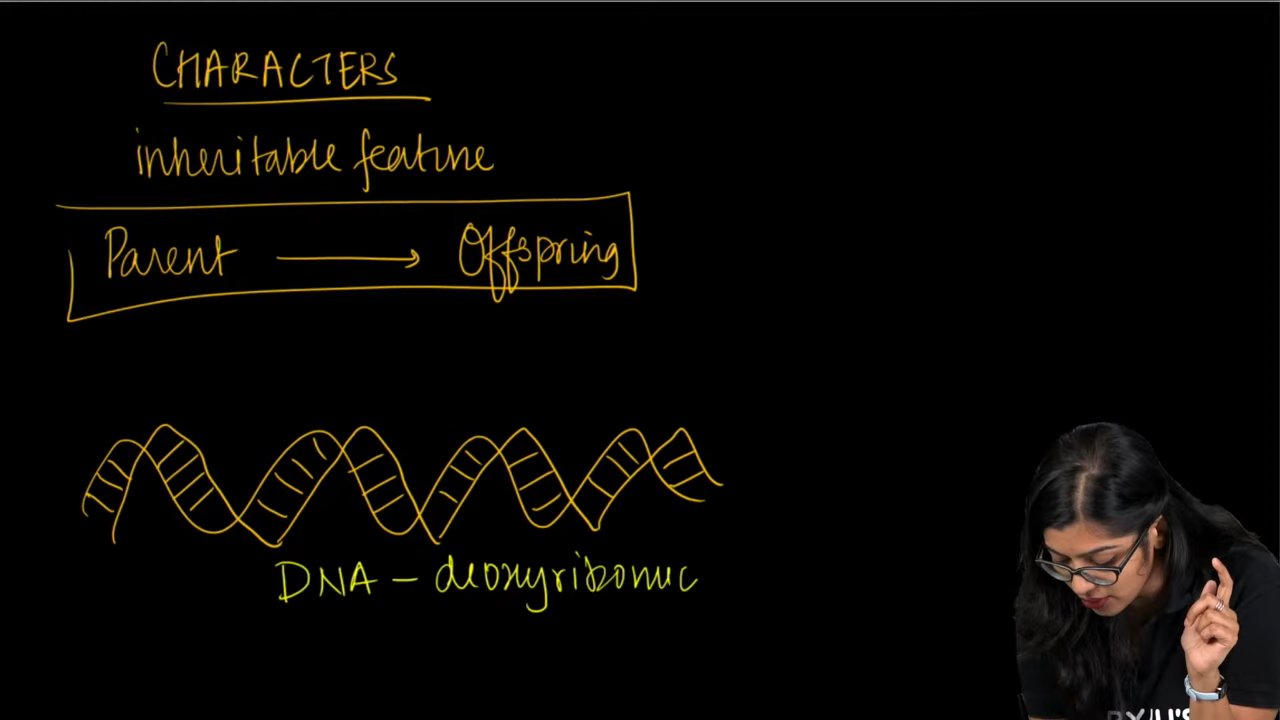 CHARACTERS
inheritable feature
Parent → Offspring
DNA - deoxyribonuc